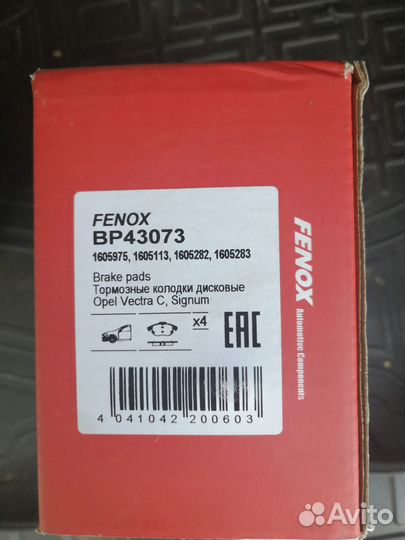 FENOX
BP43073
1605975, 1605113, 1605282, 1605283
Brake pads
Тормозные колодки дисковые
Opel Vectra C, Signum
x4
EAC
4 041042 200603
FENOX
Automotive Components
Avito